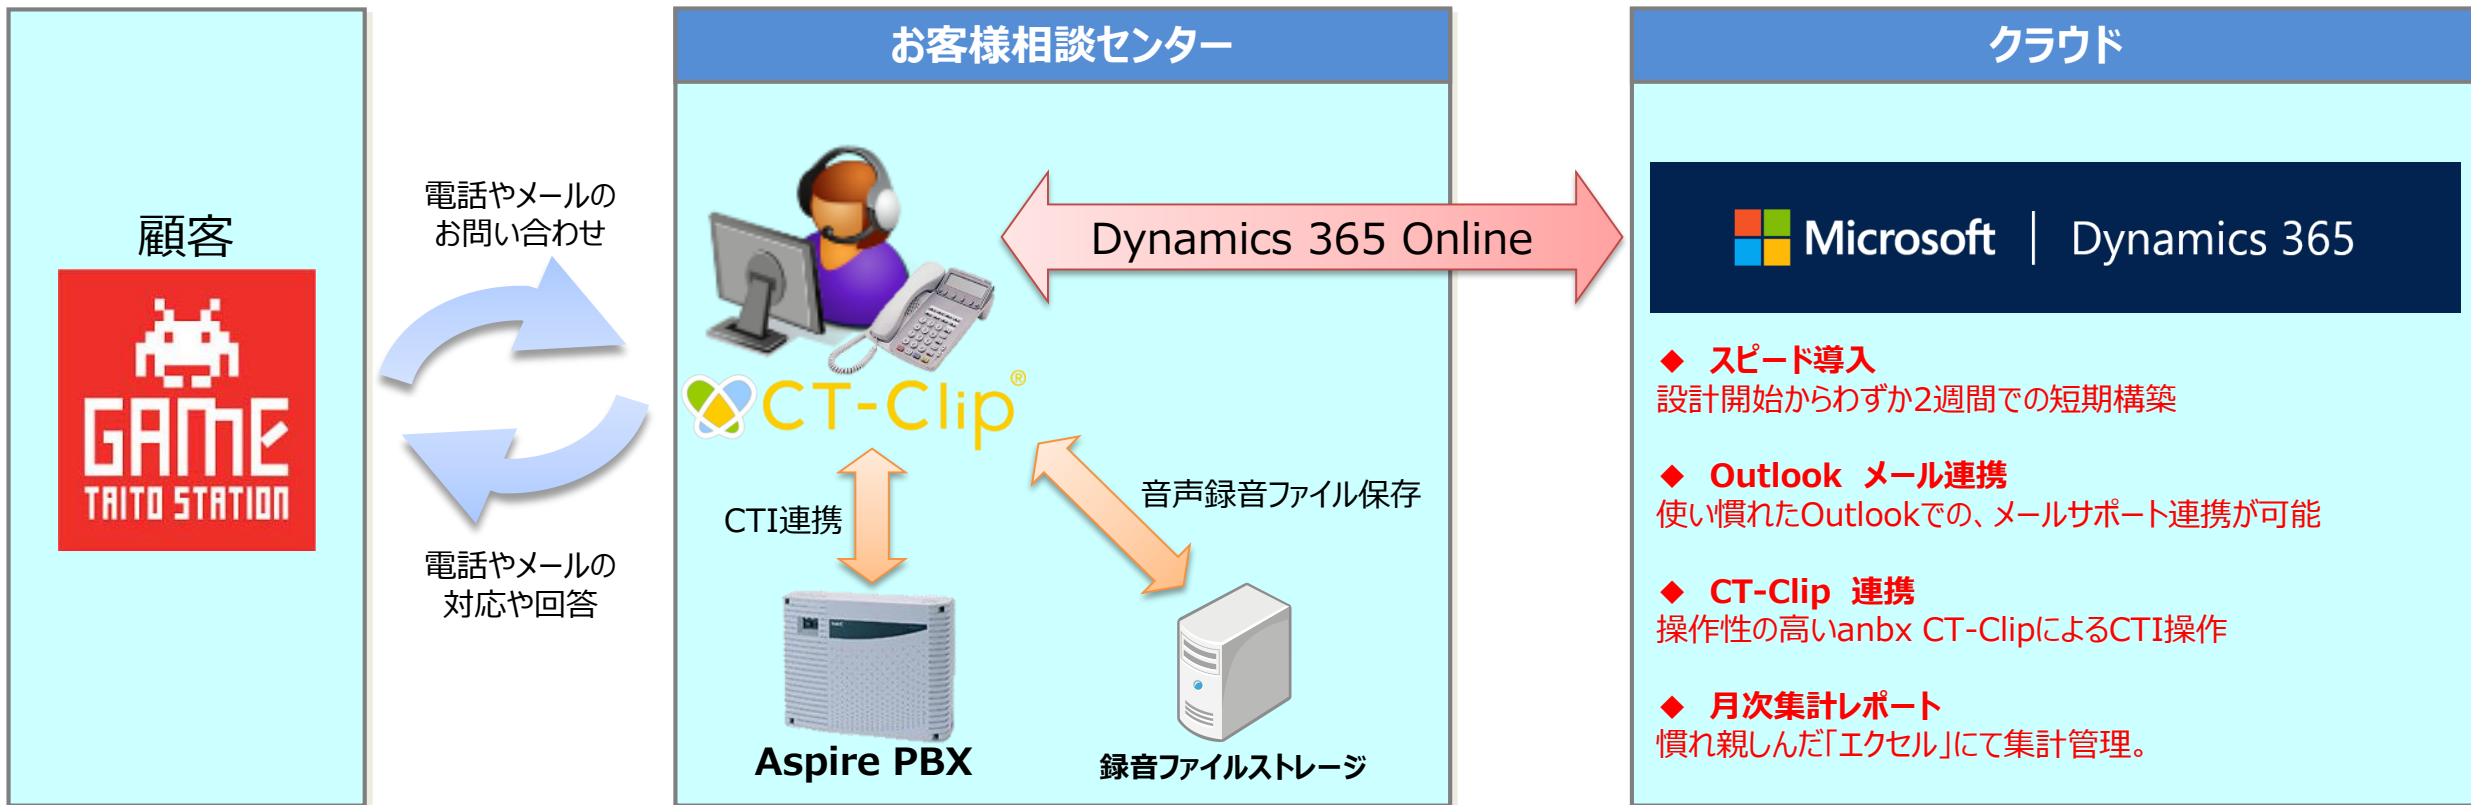 顧客
GAME
TAITO STATION
電話やメールの
お問い合わせ
電話やメールの
対応や回答
お客様相談センター
Dynamics 365 Online
CT-Clip®
CTI連携
音声録音ファイル保存
Aspire PBX
録音ファイルストレージ
クラウド
Microsoft | Dynamics 365
◆ スピード導入
設計開始からわずか2週間での短期構築
◆ Outlook メール連携
使い慣れたOutlookでの、メールサポート連携が可能
◆ CT-Clip 連携
操作性の高いanbx CT-ClipによるCTI操作
◆ 月次集計レポート
慣れ親しんだ「エクセル」にて集計管理。